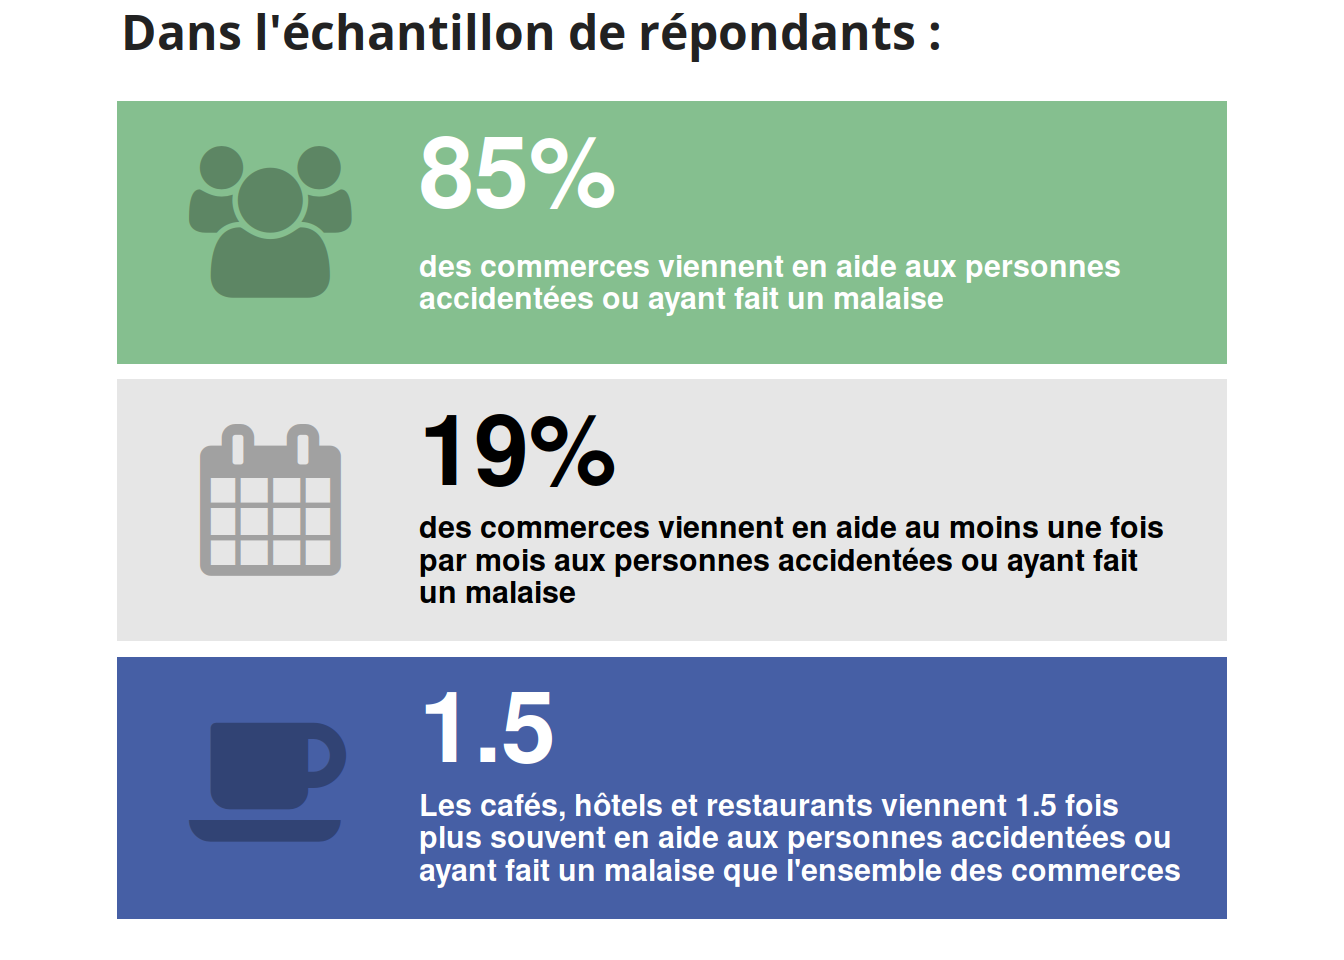 Dans l'échantillon de répondants :
85%
des commerces viennent en aide aux personnes
accidentées ou ayant fait un malaise
19%
des commerces viennent en aide au moins une fois
par mois aux personnes accidentées ou ayant fait
un malaise
1.5
Les cafés, hôtels et restaurants viennent 1.5 fois
plus souvent en aide aux personnes accidentées ou
ayant fait un malaise que l'ensemble des commerces